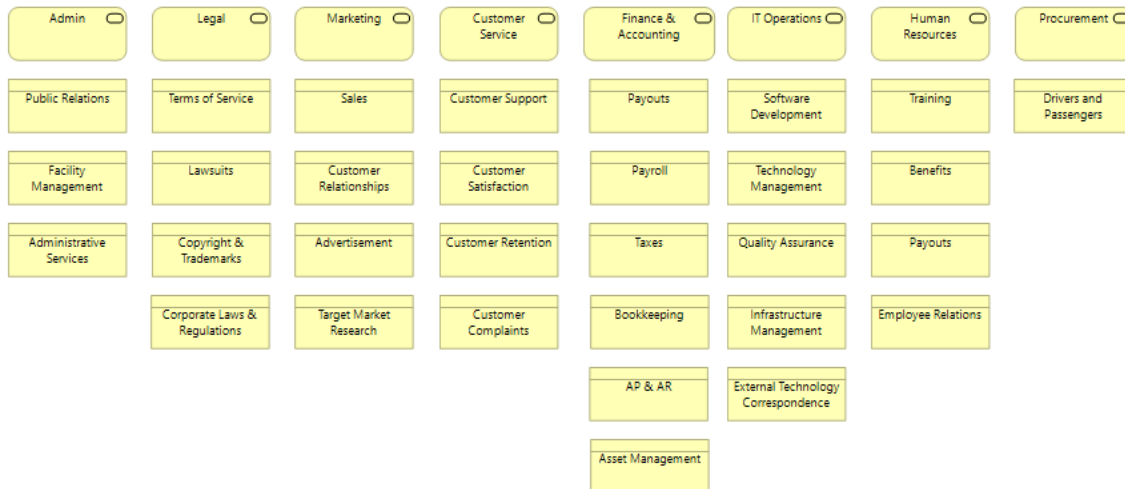 Admin
Legal
Marketing
Customer
Service
Finance &
Accounting
IT Operations
Human
Resources
Procurement
Public Relations
Terms of Service
Sales
Customer Support
Payouts
Software
Development
Training
Drivers and
Passengers
Facility
Management
Lawsuits
Customer
Relationships
Customer
Satisfaction
Payroll
Technology
Management
Benefits
Administrative
Services
Copyright &
Trademarks
Advertisement
Customer Retention
Taxes
Quality Assurance
Payouts
Corporate Laws &
Regulations
Target Market
Research
Customer
Complaints
Bookkeeping
Infrastructure
Management
Employee Relations
AP & AR
External Technology
Correspondence
Asset Management